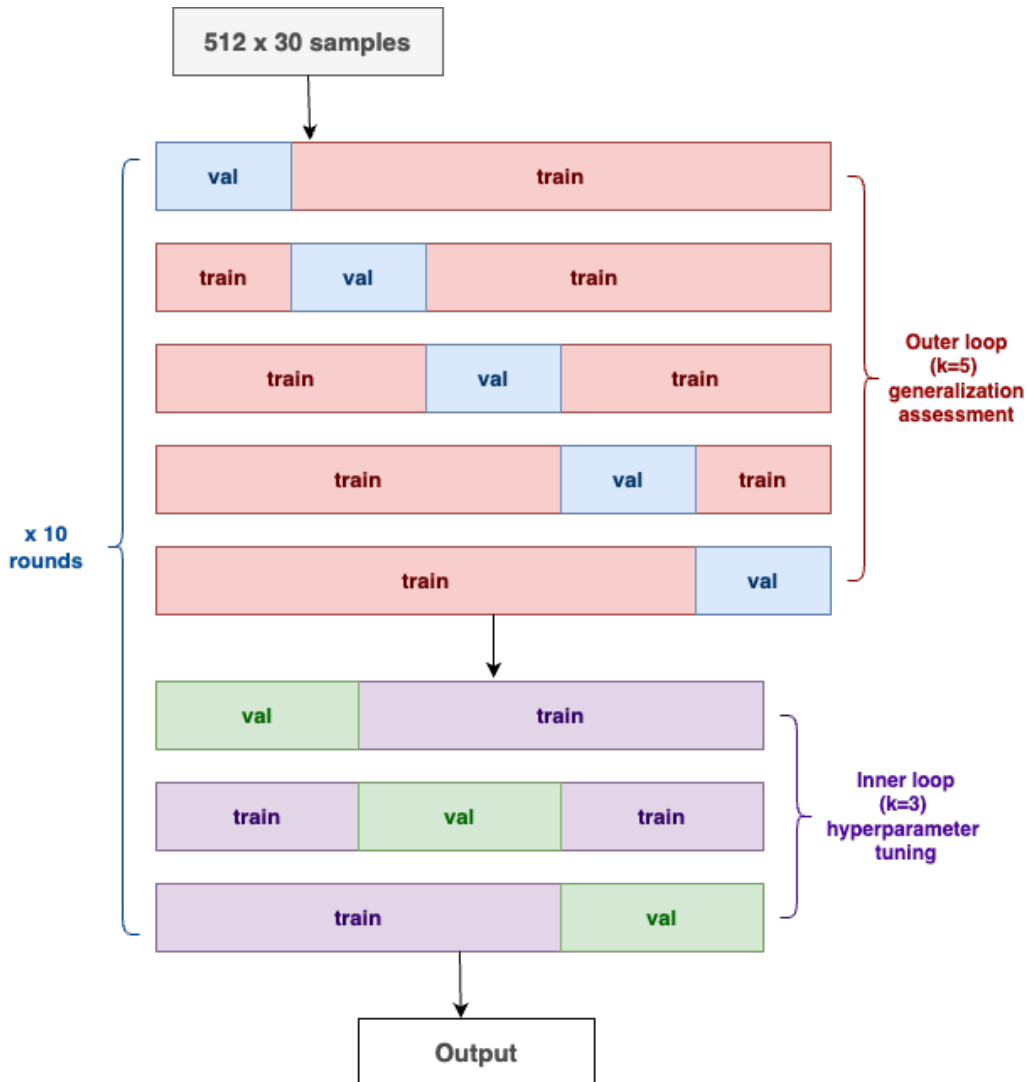 512 x 30 samples
val train
train val train
train val train
train val train
train val
Outer loop
(k=5)
generalization
assessment
x 10
rounds
val train
train val train
train val
Inner loop
(k=3)
hyperparameter
tuning
Output